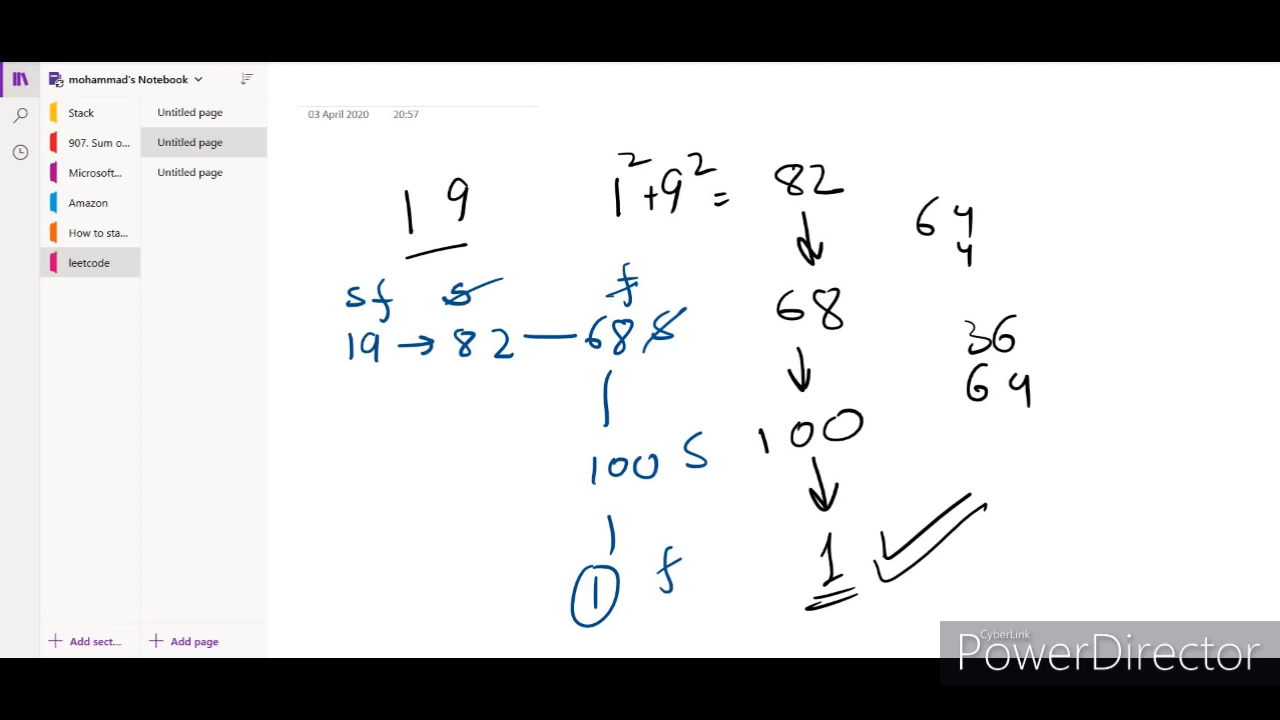 mohammad's Notebook
Stack
907. Sum o...
Microsoft...
Amazon
How to sta...
leetcode
Add sect...
Untitled page
Untitled page
Untitled page
Add page
03 April 2020 20:57
19
1²+9² = 82
68
100
1
64
4
36
64
sf s f
19 → 82 — 68 s
100 s
1 f
CyberLink
PowerDirector